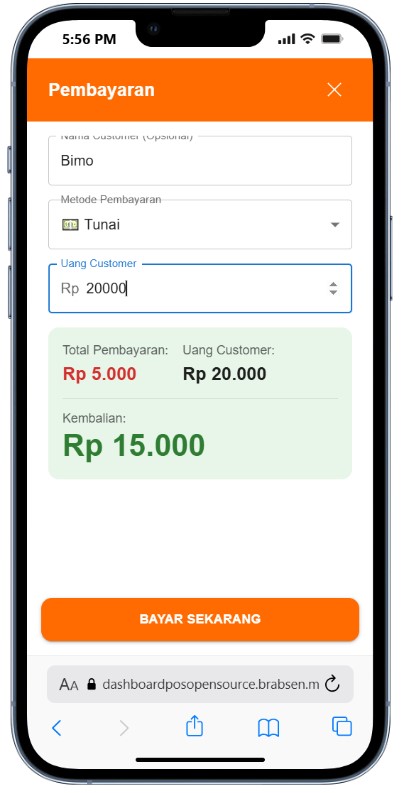 5:56 PM
Pembayaran
Nama Customer (Opsional)
Bimo
Metode Pembayaran
Tunai
Uang Customer
Rp 20000
Total Pembayaran: Uang Customer:
Rp 5.000 Rp 20.000
Kembalian:
Rp 15.000
BAYAR SEKARANG
AA dashboardposopensource.brabsen.m